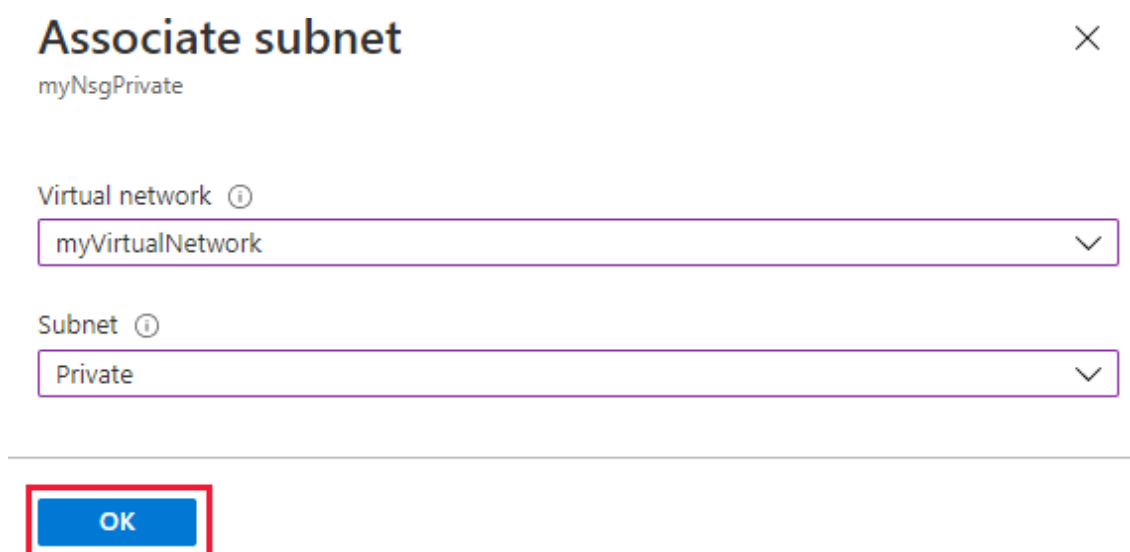 Associate subnet
myNsgPrivate
Virtual network
myVirtualNetwork
Subnet
Private
OK